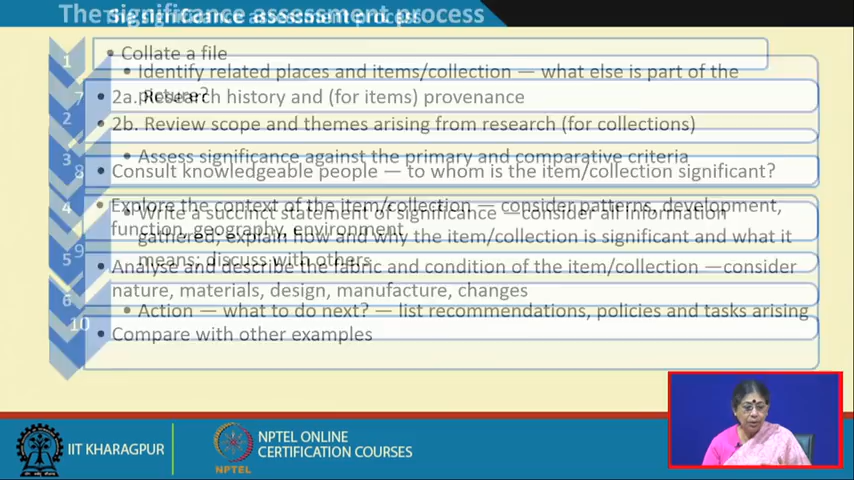 The significance assessment process
The significance assessment process
1
• Collate a file
• Identify related places and items/collection — what else is part of the
picture?
7
• 2a. Research history and (for items) provenance
2
• 2b. Review scope and themes arising from research (for collections)
3
• Assess significance against the primary and comparative criteria
8
• Consult knowledgeable people — to whom is the item/collection significant?
4
• Explore the context of the item/collection — consider patterns, development,
function, geography, environment
• Write a succinct statement of significance —consider all information
gathered; explain how and why the item/collection is significant and what it
means; discuss with others
9
5
• Analyse and describe the fabric and condition of the item/collection —consider
nature, materials, design, manufacture, changes
6
• Action — what to do next? — list recommendations, policies and tasks arising
10
• Compare with other examples
IIT KHARAGPUR
NPTEL
NPTEL ONLINE
CERTIFICATION COURSES